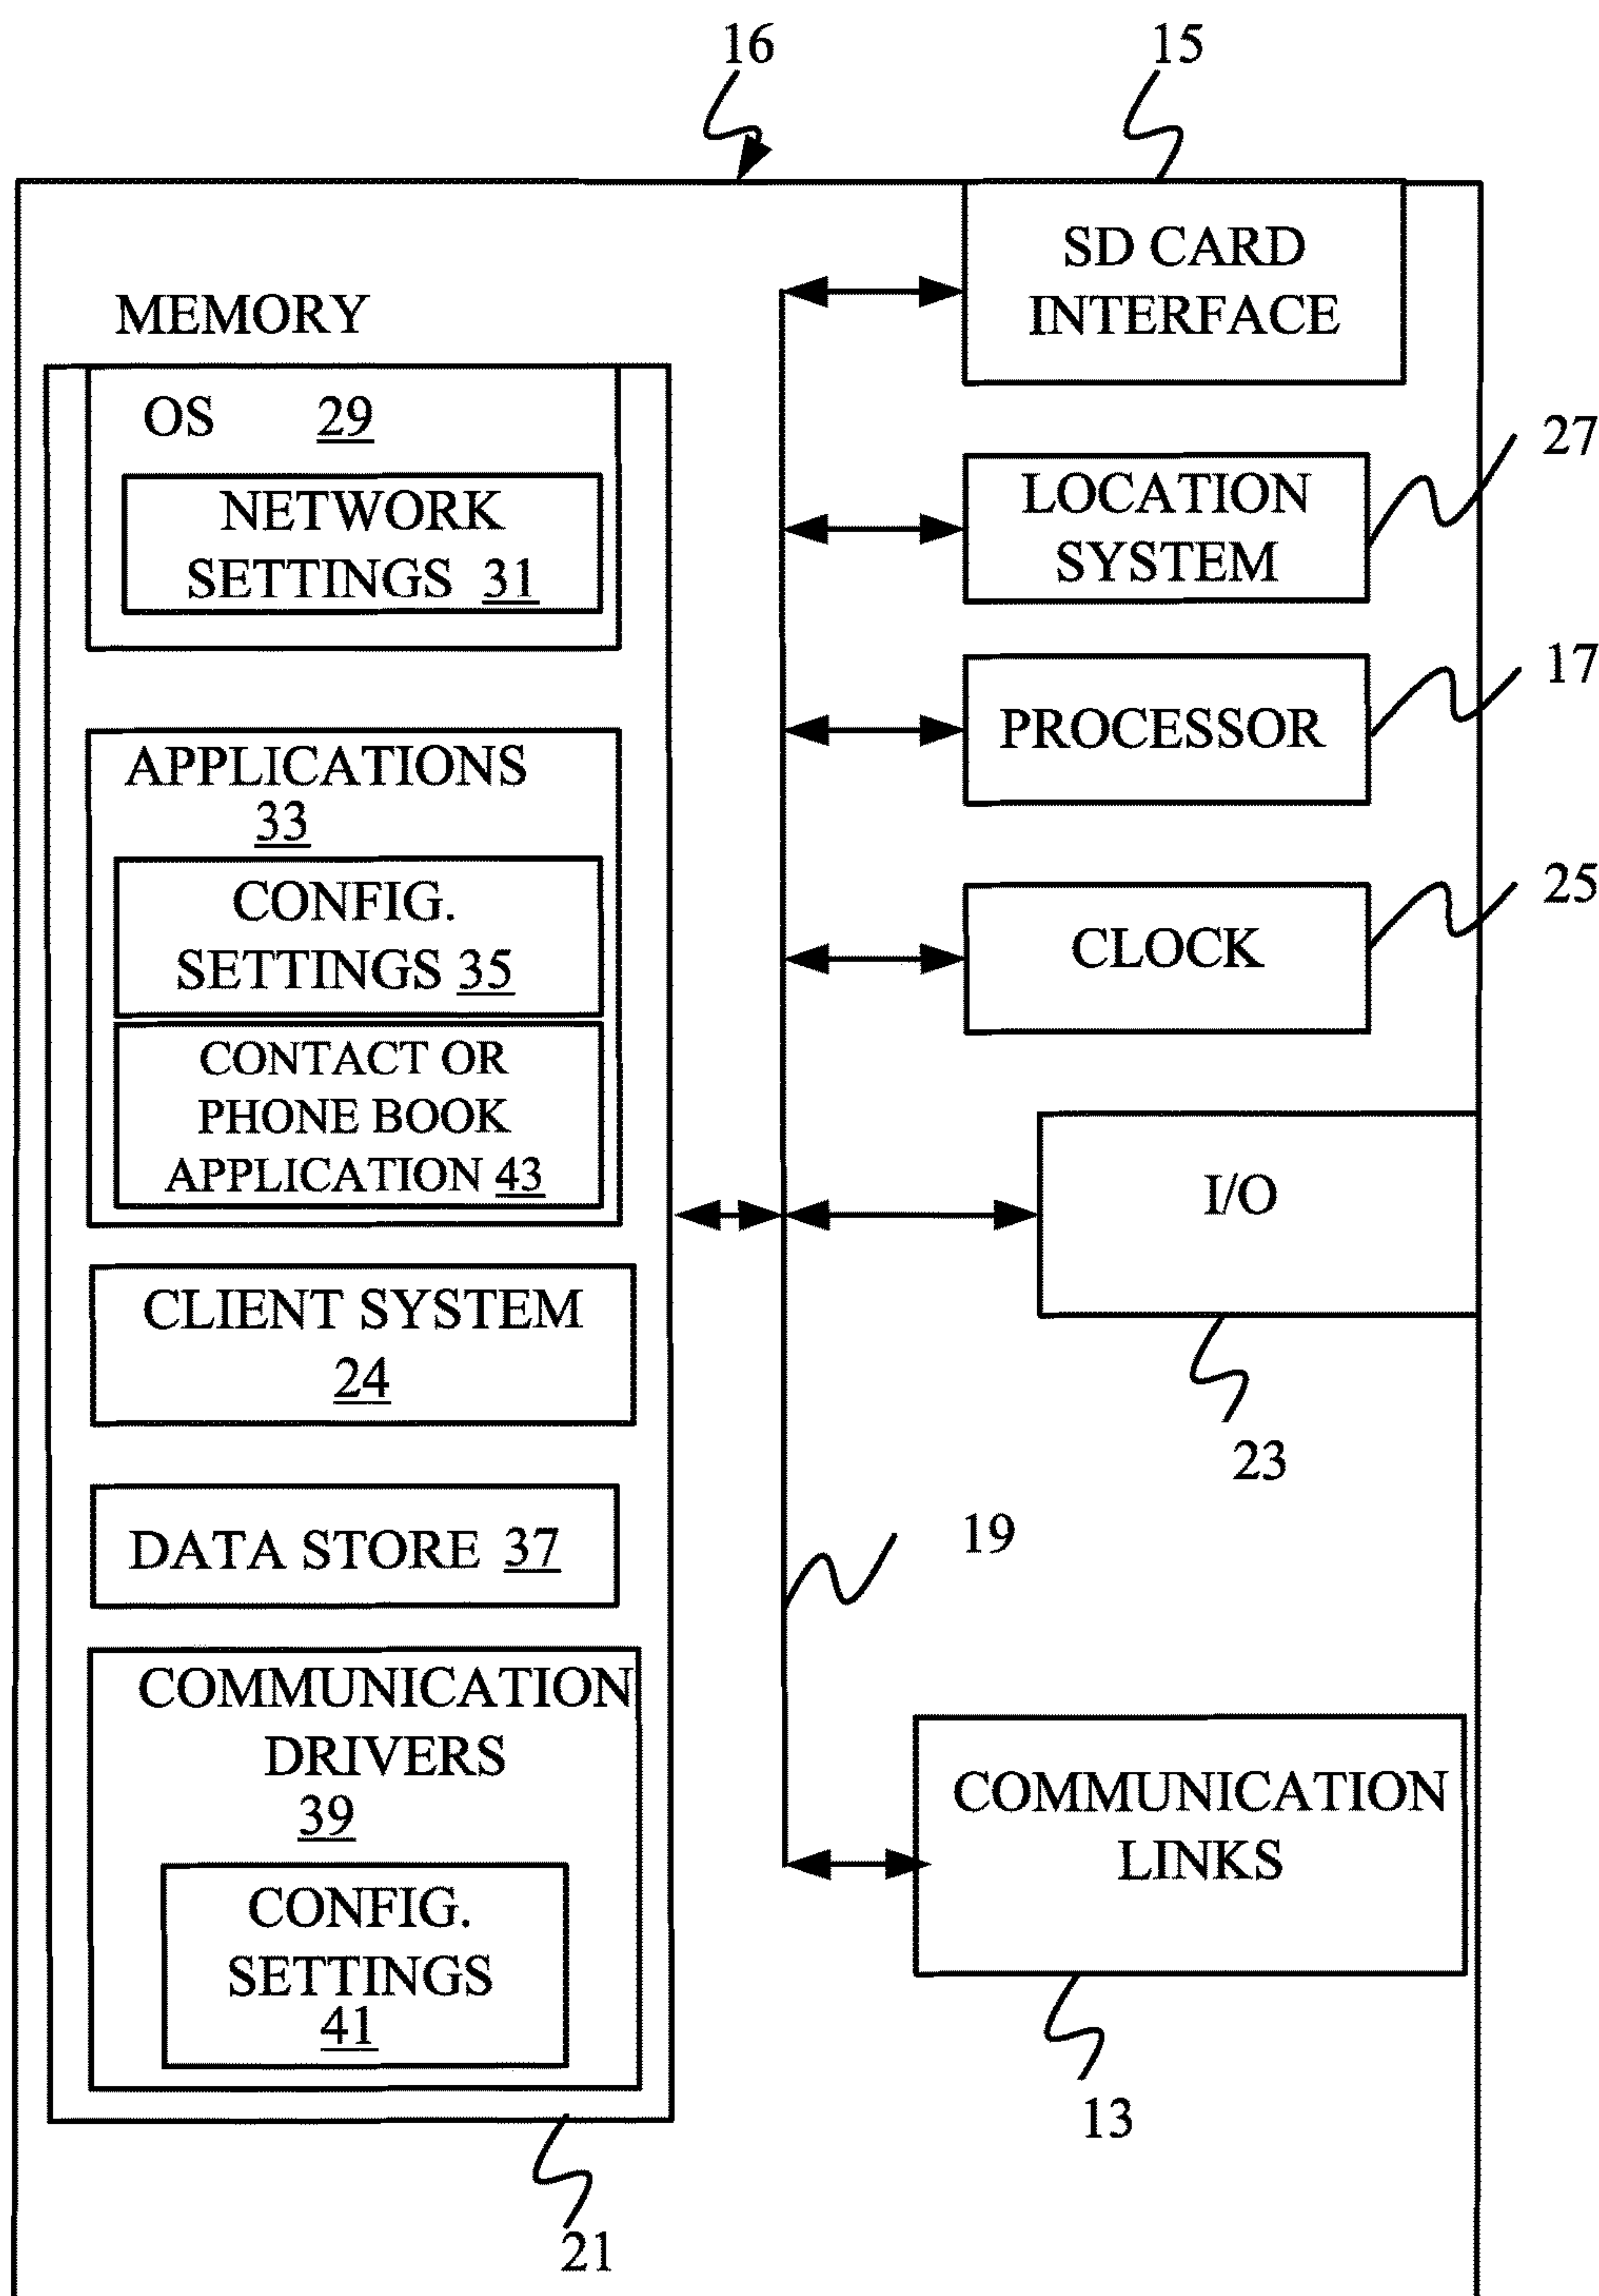 16
15
SD CARD
INTERFACE
MEMORY
OS 29
NETWORK
SETTINGS 31
LOCATION
SYSTEM
27
PROCESSOR
17
APPLICATIONS
33
CONFIG.
SETTINGS 35
CLOCK
25
CONTACT OR
PHONE BOOK
APPLICATION 43
I/O
23
CLIENT SYSTEM
24
DATA STORE 37
19
COMMUNICATION
DRIVERS
39
CONFIG.
SETTINGS
41
COMMUNICATION
LINKS
13
21